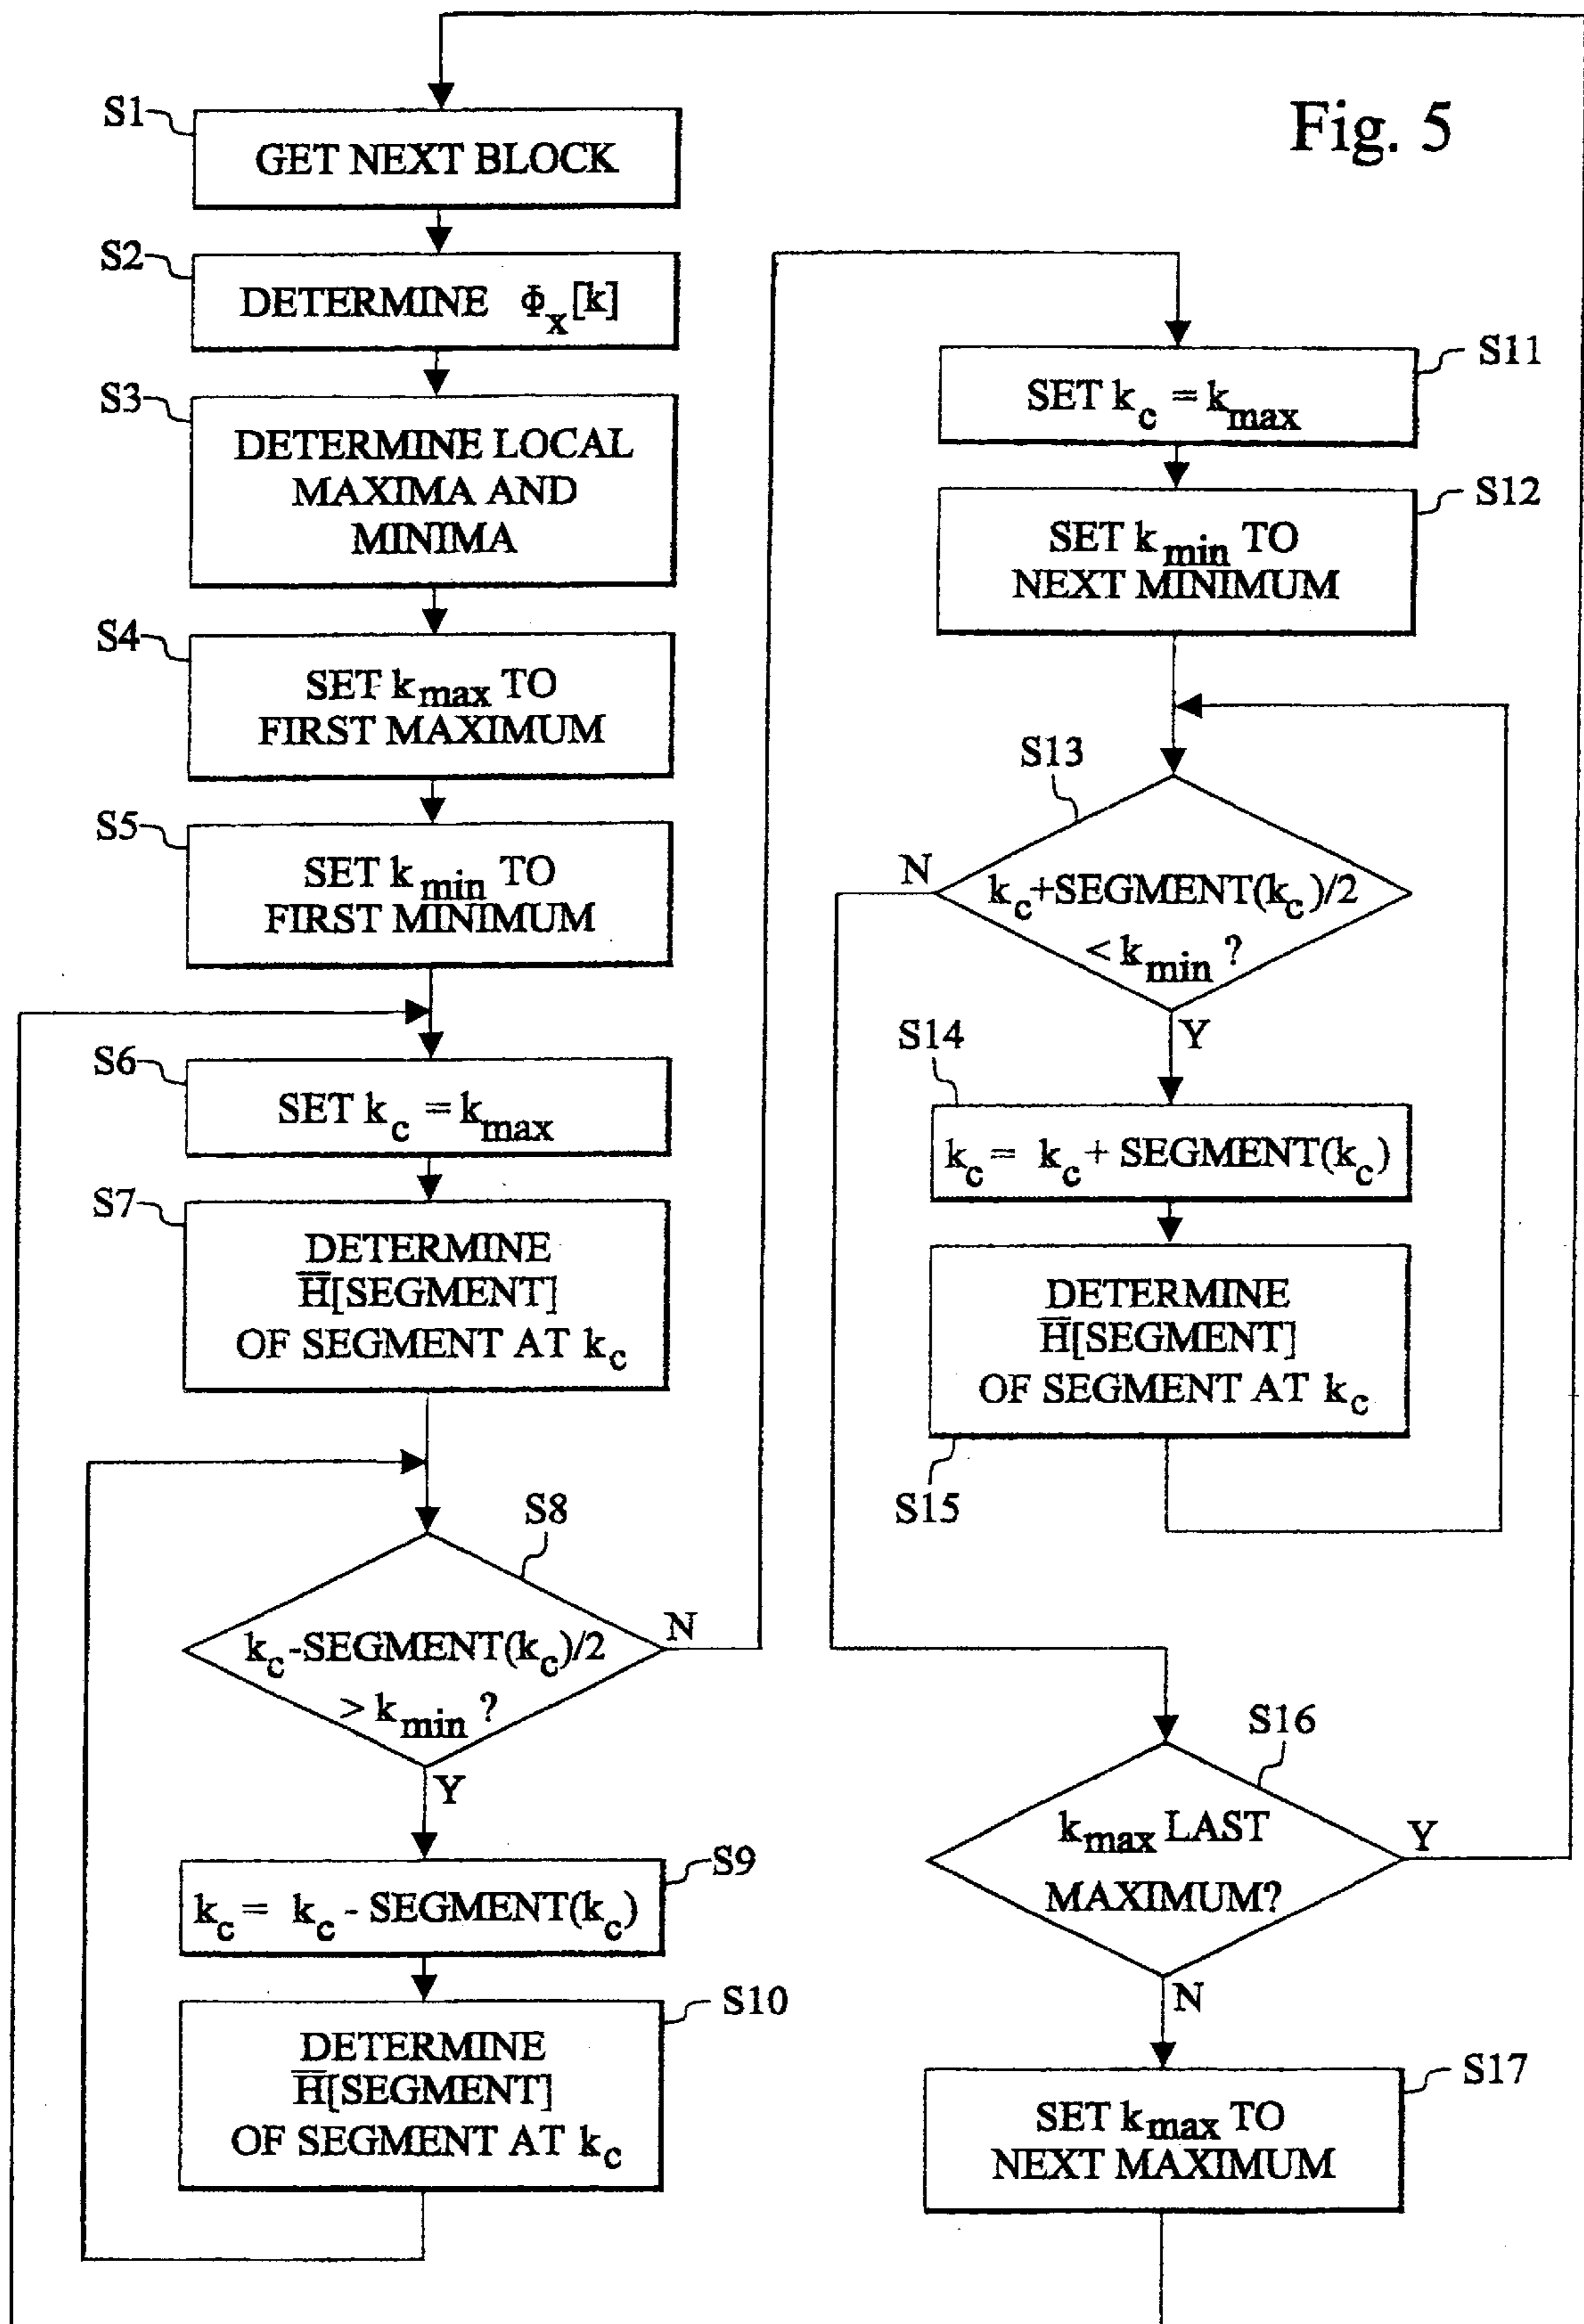 Fig. 5
S1
GET NEXT BLOCK
S2
DETERMINE Φx[k]
S3
DETERMINE LOCAL
MAXIMA AND
MINIMA
S4
SET kmax TO
FIRST MAXIMUM
S5
SET kmin TO
FIRST MINIMUM
S6
SET kc = kmax
S7
DETERMINE
H̅[SEGMENT]
OF SEGMENT AT kc
S8
kc-SEGMENT(kc)/2
> kmin ?
N
Y
S9
kc = kc - SEGMENT(kc)
S10
DETERMINE
H̅[SEGMENT]
OF SEGMENT AT kc
S11
SET kc = kmax
S12
SET kmin TO
NEXT MINIMUM
S13
N
kc+SEGMENT(kc)/2
< kmin ?
Y
S14
kc = kc + SEGMENT(kc)
DETERMINE
H̅[SEGMENT]
OF SEGMENT AT kc
S15
S16
kmax LAST
MAXIMUM?
Y
N
S17
SET kmax TO
NEXT MAXIMUM